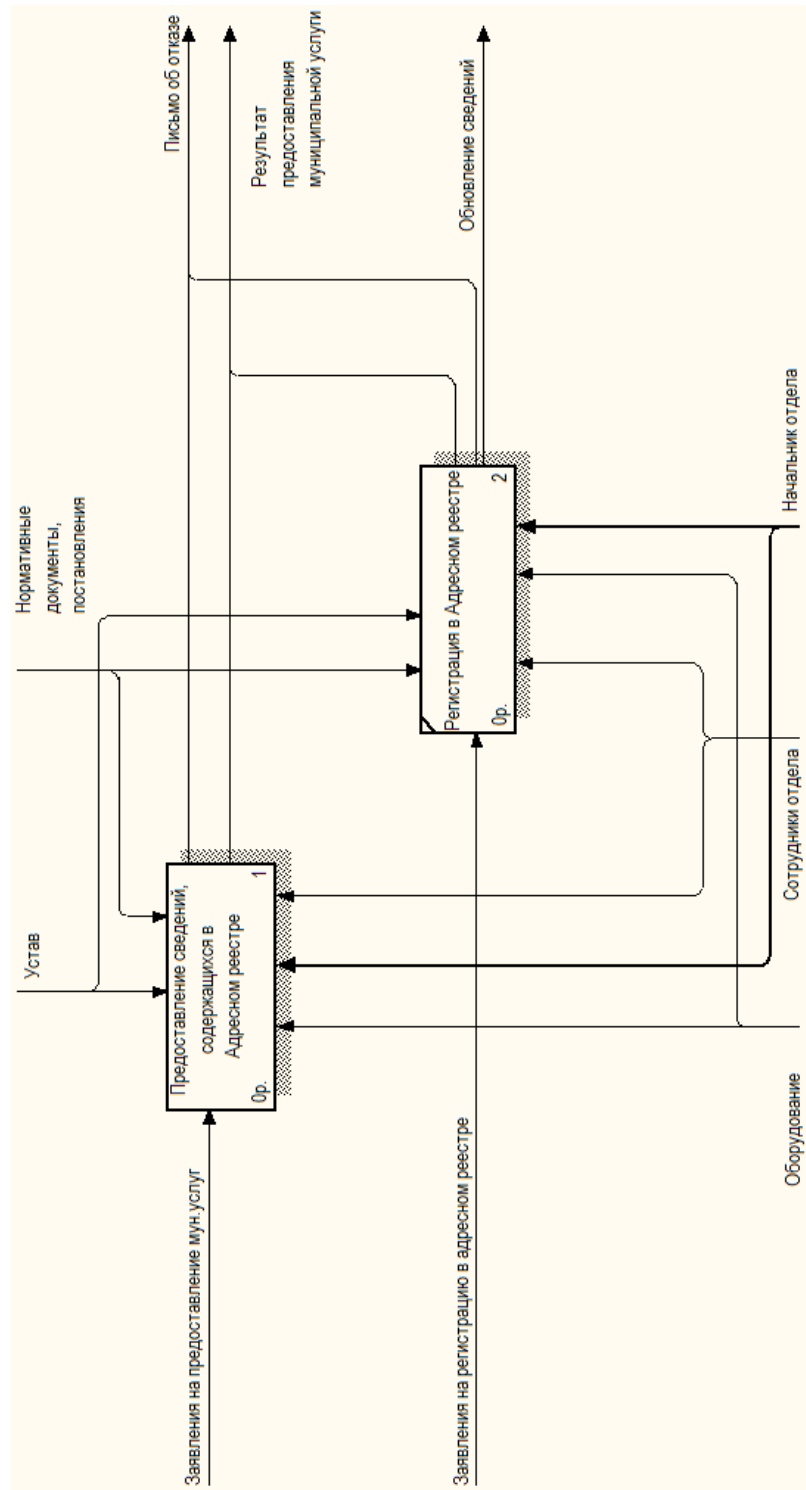 Устав
Нормативные
документы,
постановления
Заявления на предоставление мун.услуг
Предоставление сведений,
содержащихся в
Адресном реестре
0р.
1
Письмо об отказе
Результат
предоставления
муниципальной услуги
Заявления на регистрацию в адресном реестре
Регистрация в Адресном реестре
0р.
2
Обновление сведений
Оборудование
Сотрудники отдела
Начальник отдела